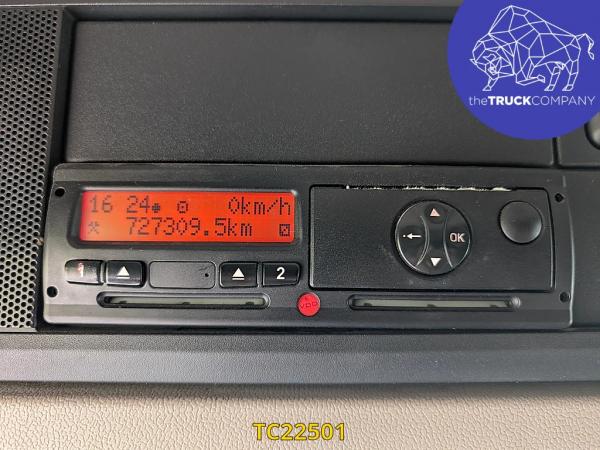 theTRUCKCOMPANY
16 24 0km/h
727309.5km
1
2
OK
VDO
TC22501